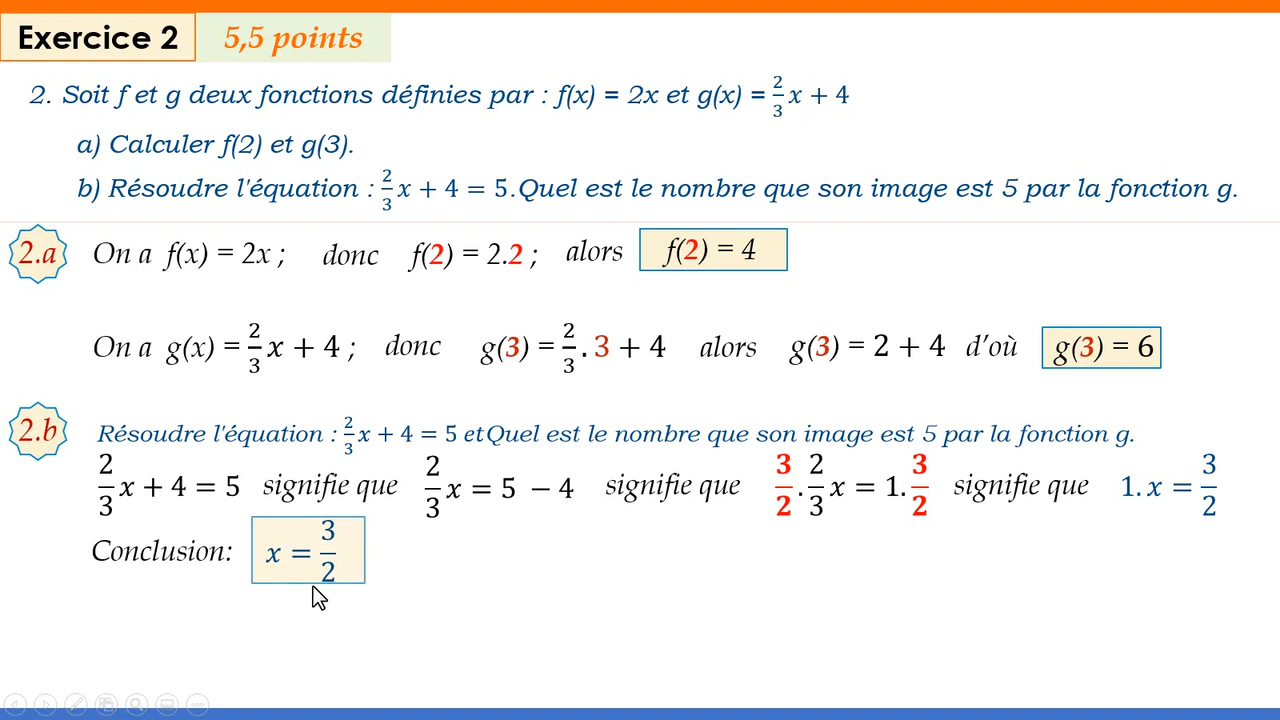 Exercice 2 5,5 points
2. Soit f et g deux fonctions définies par : f(x) = 2x et g(x) = 2/3 x + 4
a) Calculer f(2) et g(3).
b) Résoudre l'équation : 2/3 x + 4 = 5.Quel est le nombre que son image est 5 par la fonction g.
2.a On a f(x) = 2x ; donc f(2) = 2.2 ; alors f(2) = 4
On a g(x) = 2/3 x + 4 ; donc g(3) = 2/3 . 3 + 4 alors g(3) = 2 + 4 d’où g(3) = 6
2.b Résoudre l'équation : 2/3 x + 4 = 5 etQuel est le nombre que son image est 5 par la fonction g.
2/3 x + 4 = 5 signifie que 2/3 x = 5 − 4 signifie que 3/2 . 2/3 x = 1. 3/2 signifie que 1. x = 3/2
Conclusion: x = 3/2